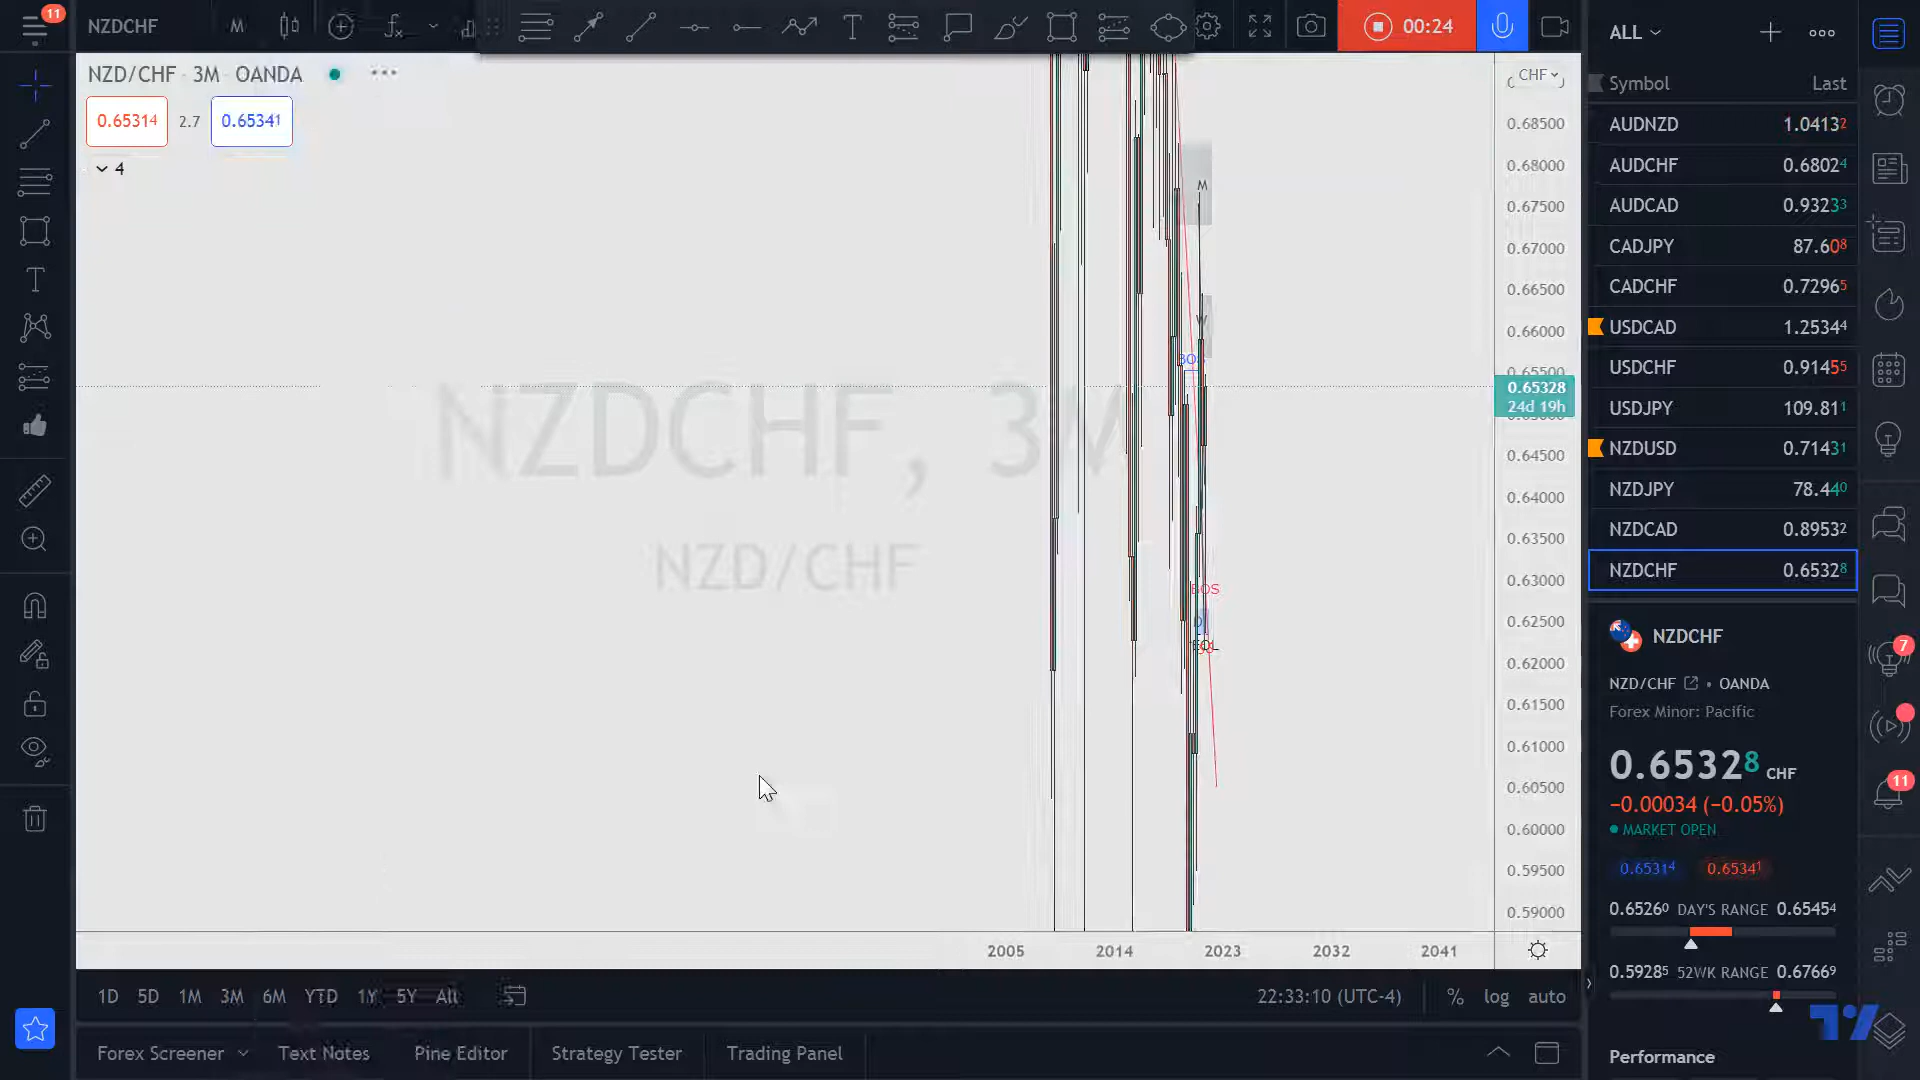 11
NZDCHF
M
00:24
ALL
NZD/CHF · 3M · OANDA
CHF
Symbol
Last
0.65314
2.7
0.65341
4
0.68500
0.68000
0.67500
0.67000
0.66500
0.66000
0.65500
0.65328
24d 19h
0.64500
0.64000
0.63500
0.63000
0.62500
0.62000
0.61500
0.61000
0.60500
0.60000
0.59500
0.59000
M
W
BOS
D
EQL
NZDCHF, 3M
NZD/CHF
AUDNZD 1.04132
AUDCHF 0.68024
AUDCAD 0.93233
CADJPY 87.608
CADCHF 0.72965
USDCAD 1.25344
USDCHF 0.91455
USDJPY 109.811
NZDUSD 0.71431
NZDJPY 78.440
NZDCAD 0.89532
NZDCHF 0.65328
NZDCHF
NZD/CHF • OANDA
Forex Minor: Pacific
0.65328 CHF
−0.00034 (−0.05%)
MARKET OPEN
0.65314 0.65341
0.65260 DAY'S RANGE 0.65454
0.59285 52WK RANGE 0.67669
Performance
7
11
2005 2014 2023 2032 2041
1D 5D 1M 3M 6M YTD 1Y 5Y All
22:33:10 (UTC-4) % log auto
Forex Screener Text Notes Pine Editor Strategy Tester Trading Panel